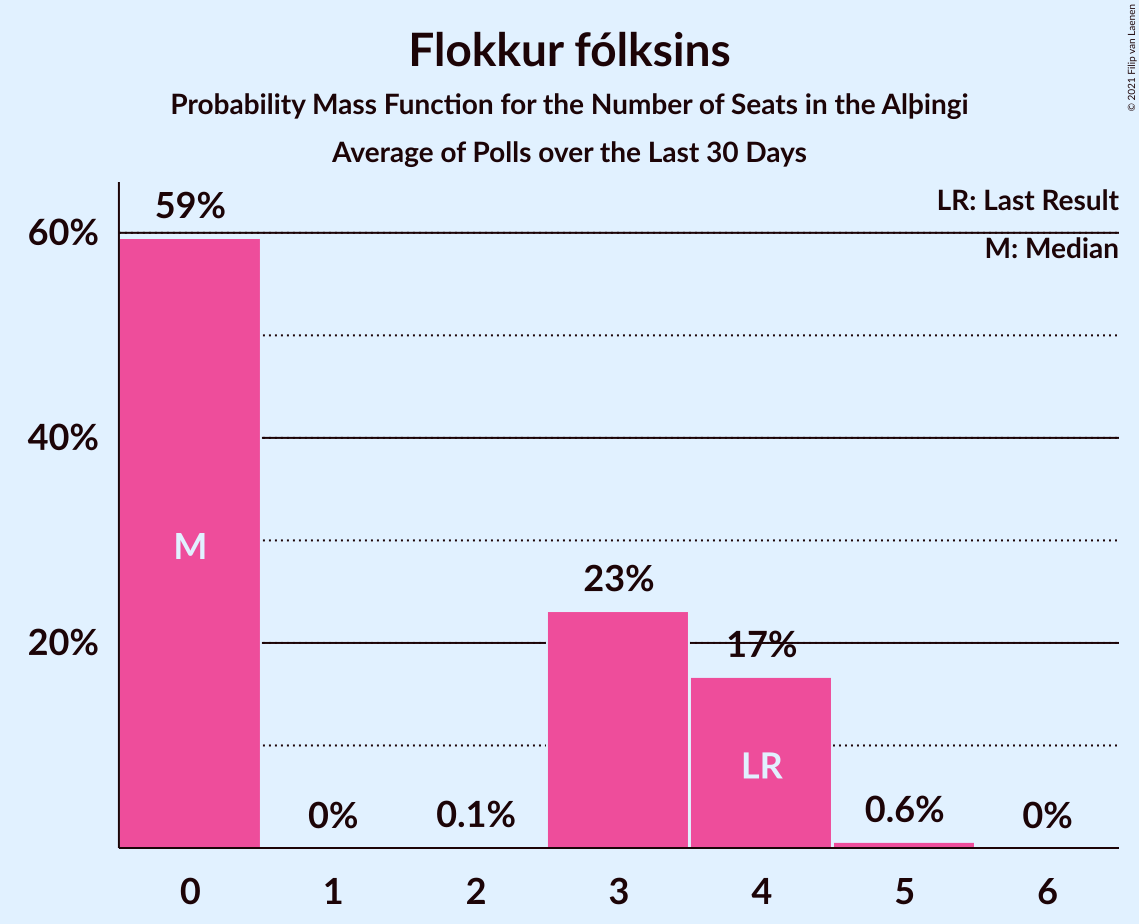 Flokkur fólksins
Probability Mass Function for the Number of Seats in the Alþingi
Average of Polls over the Last 30 Days
© 2021 Filip van Laenen
LR: Last Result
M: Median
60%
40%
20%
59%
0%
0.1%
23%
17%
0.6%
0%
M
LR
0 1 2 3 4 5 6